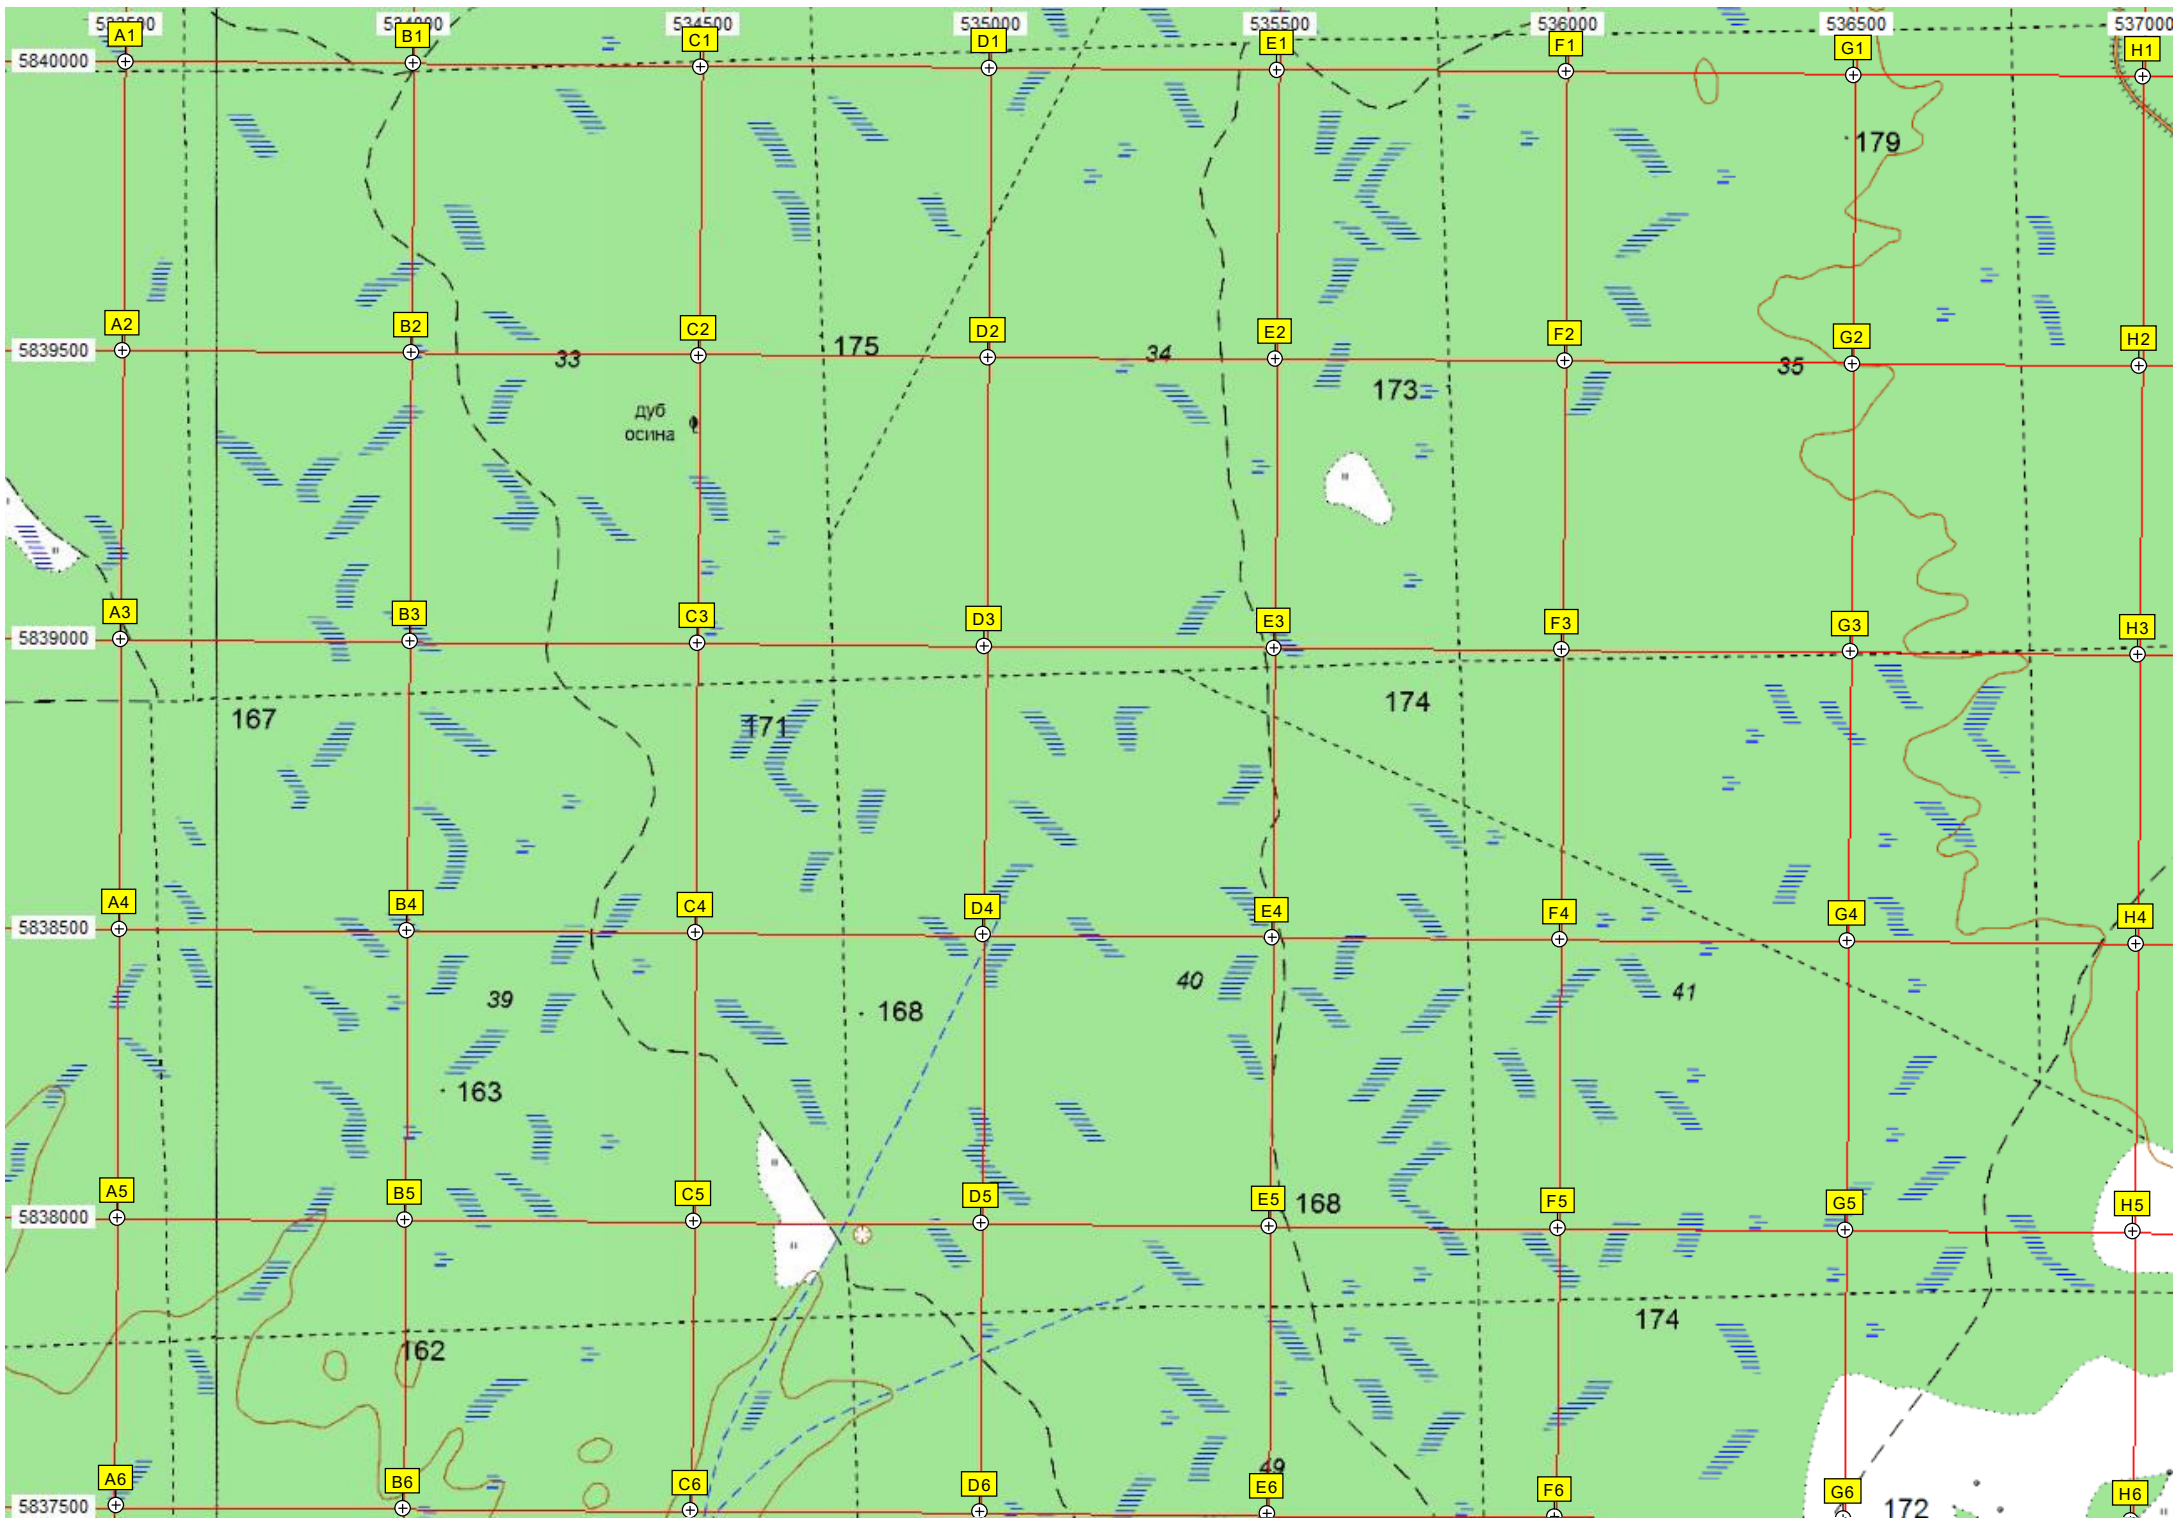 533500 534000 534500 535000 535500 536000 536500 537000
A1 B1 C1 D1 E1 F1 G1 H1
5840000
179
A2 B2 C2 D2 E2 F2 G2 H2
5839500
33 175 34 173 35
дуб
осина
A3 B3 C3 D3 E3 F3 G3 H3
5839000
167 171 174
A4 B4 C4 D4 E4 F4 G4 H4
5838500
39 168 40 41
163
A5 B5 C5 D5 E5 168 F5 G5 H5
5838000
162 174
49
A6 B6 C6 D6 E6 F6 G6 H6
5837500
172